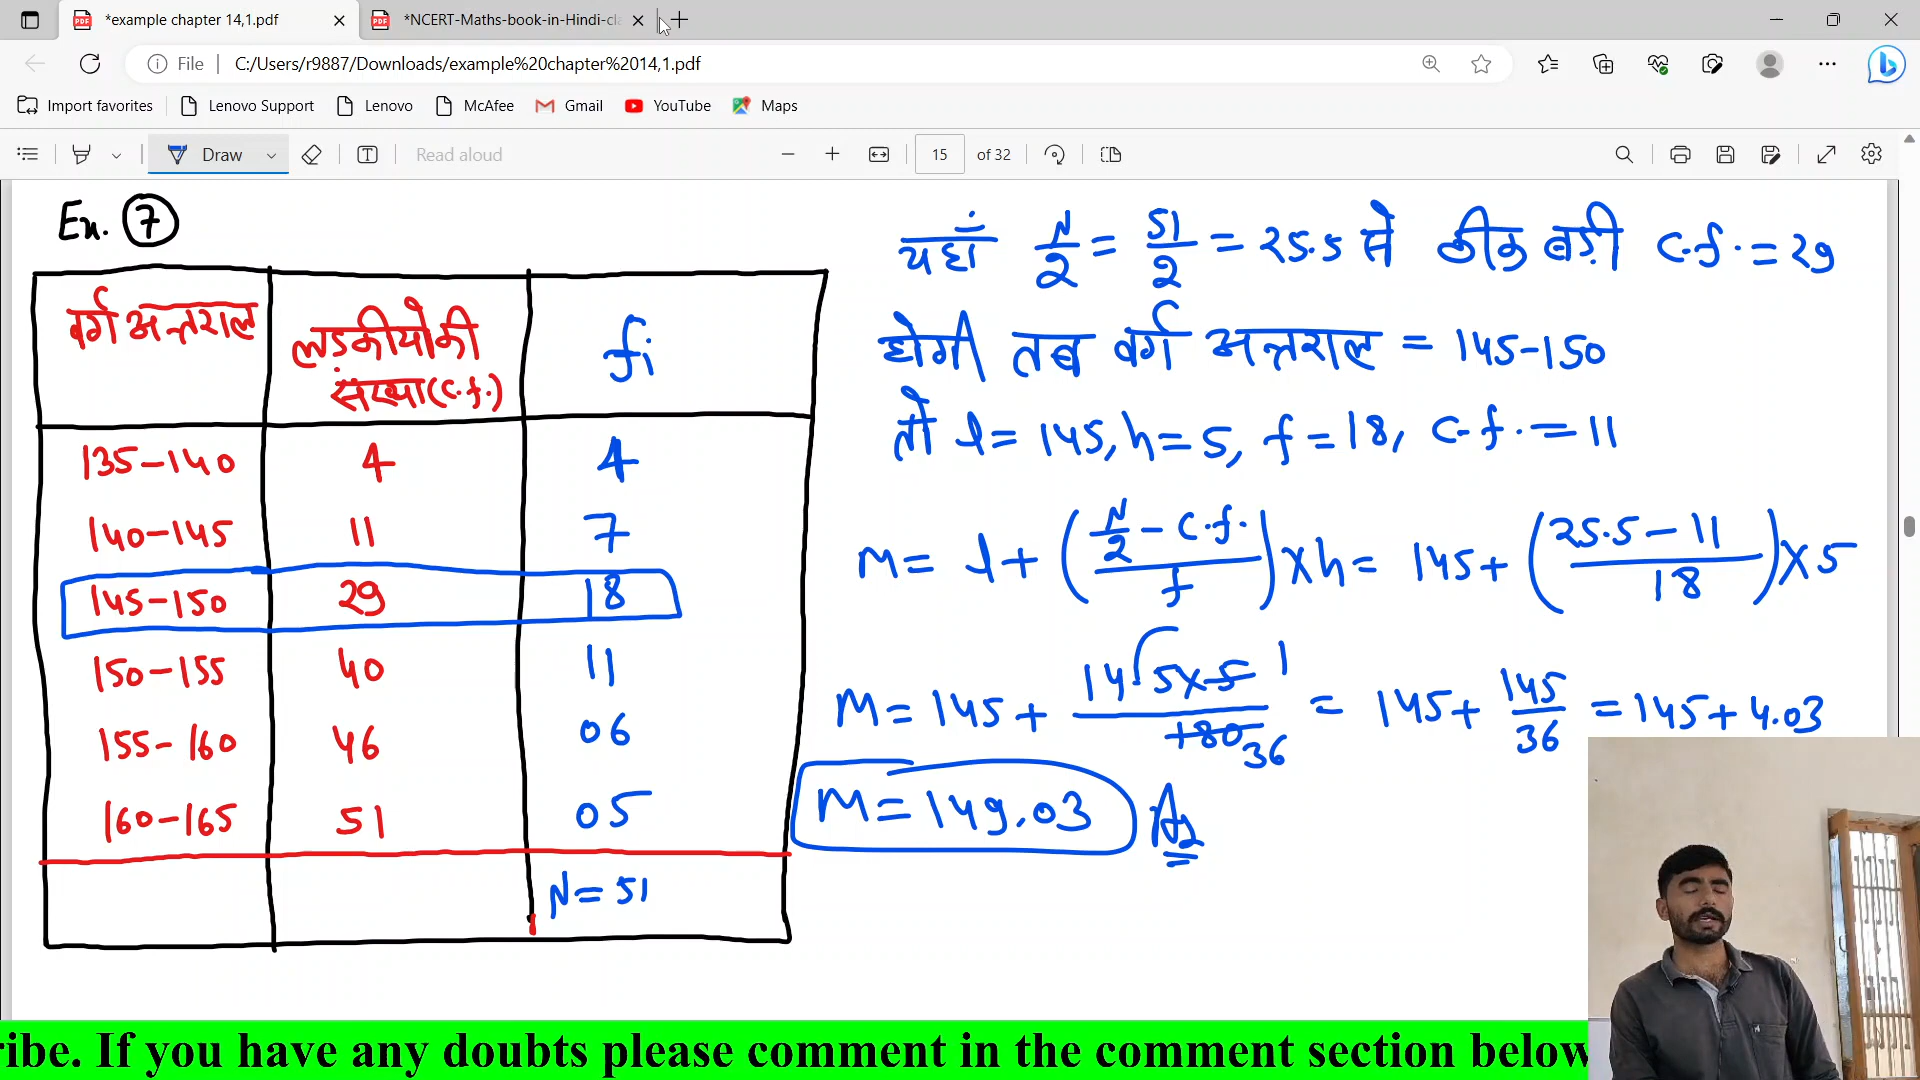 *example chapter 14,1.pdf
*NCERT-Maths-book-in-Hindi-cl
File
C:/Users/r9887/Downloads/example%20chapter%2014,1.pdf
Import favorites
Lenovo Support
Lenovo
McAfee
Gmail
YouTube
Maps
Draw
Read aloud
15 of 32
Ex. 7
वर्ग अन्तराल
लडकीयो की संख्या (c.f.)
fi
135-140 4 4
140-145 11 7
145-150 29 18
150-155 40 11
155-160 46 06
160-165 51 05
N = 51
यहां N/2 = 51/2 = 25.5 से ठीक बड़ी c.f. = 29
होगी तब वर्ग अन्तराल = 145-150
तो l = 145, h = 5, f = 18, c.f. = 11
M = l + ((N/2 - c.f.)/f) × h = 145 + ((25.5 - 11)/18) × 5
M = 145 + 14.5×5 1/180 36 = 145 + 145/36 = 145 + 4.03
M = 149.03 Ans
ribe. If you have any doubts please comment in the comment section below